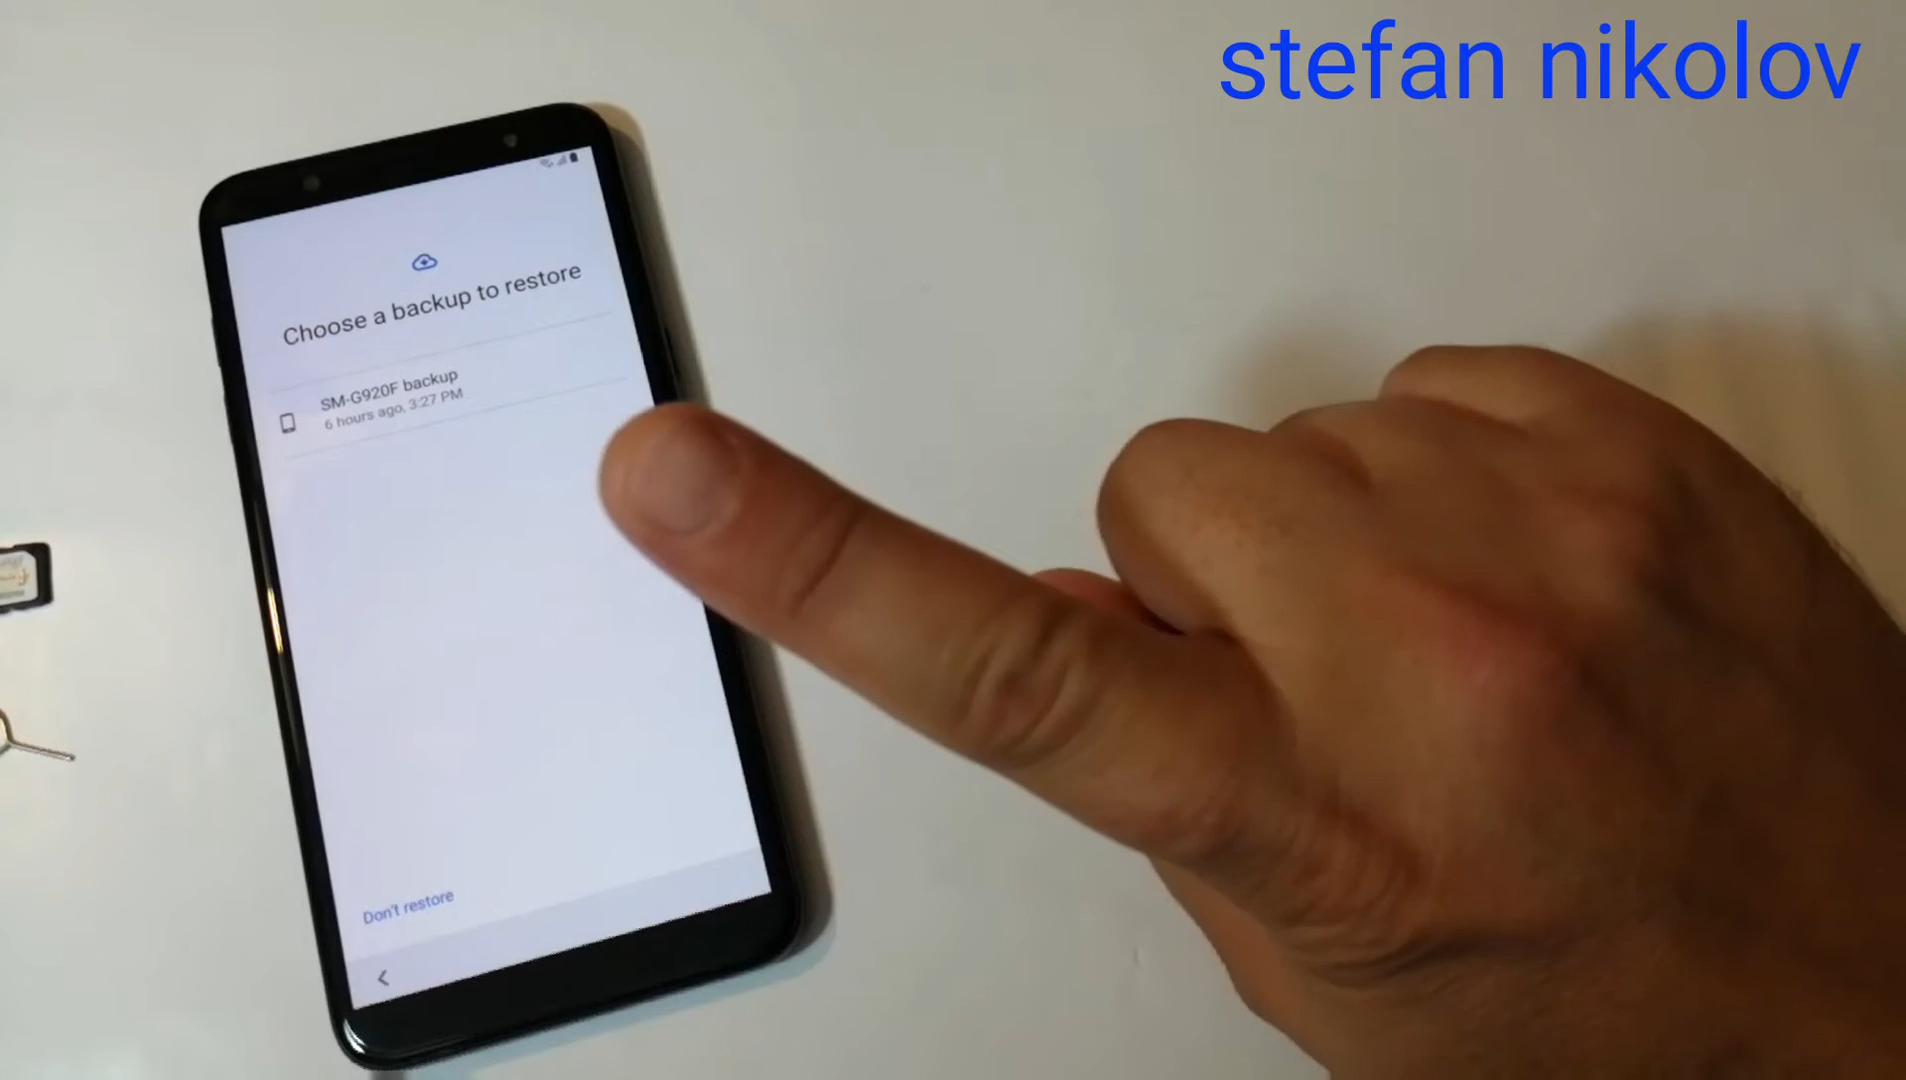 stefan nikolov
Choose a backup to restore
SM-G920F backup
6 hours ago, 3:27 PM
Don't restore